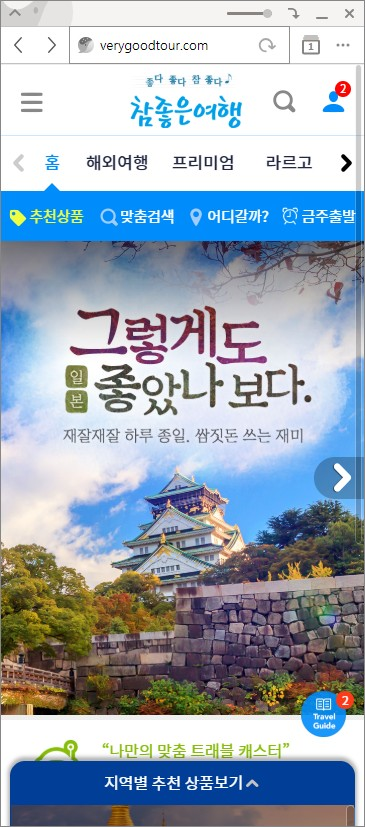 verygoodtour.com
1
좋다 좋다 참 좋다
참좋은여행
2
홈 해외여행 프리미엄 라르고
추천상품 맞춤검색 어디갈까? 금주출발
그렇게도
일본
좋았나 보다.
재잘재잘 하루 종일. 쌈짓돈 쓰는 재미
2
Travel
Guide
“나만의 맞춤 트래블 캐스터”
지역별 추천 상품보기